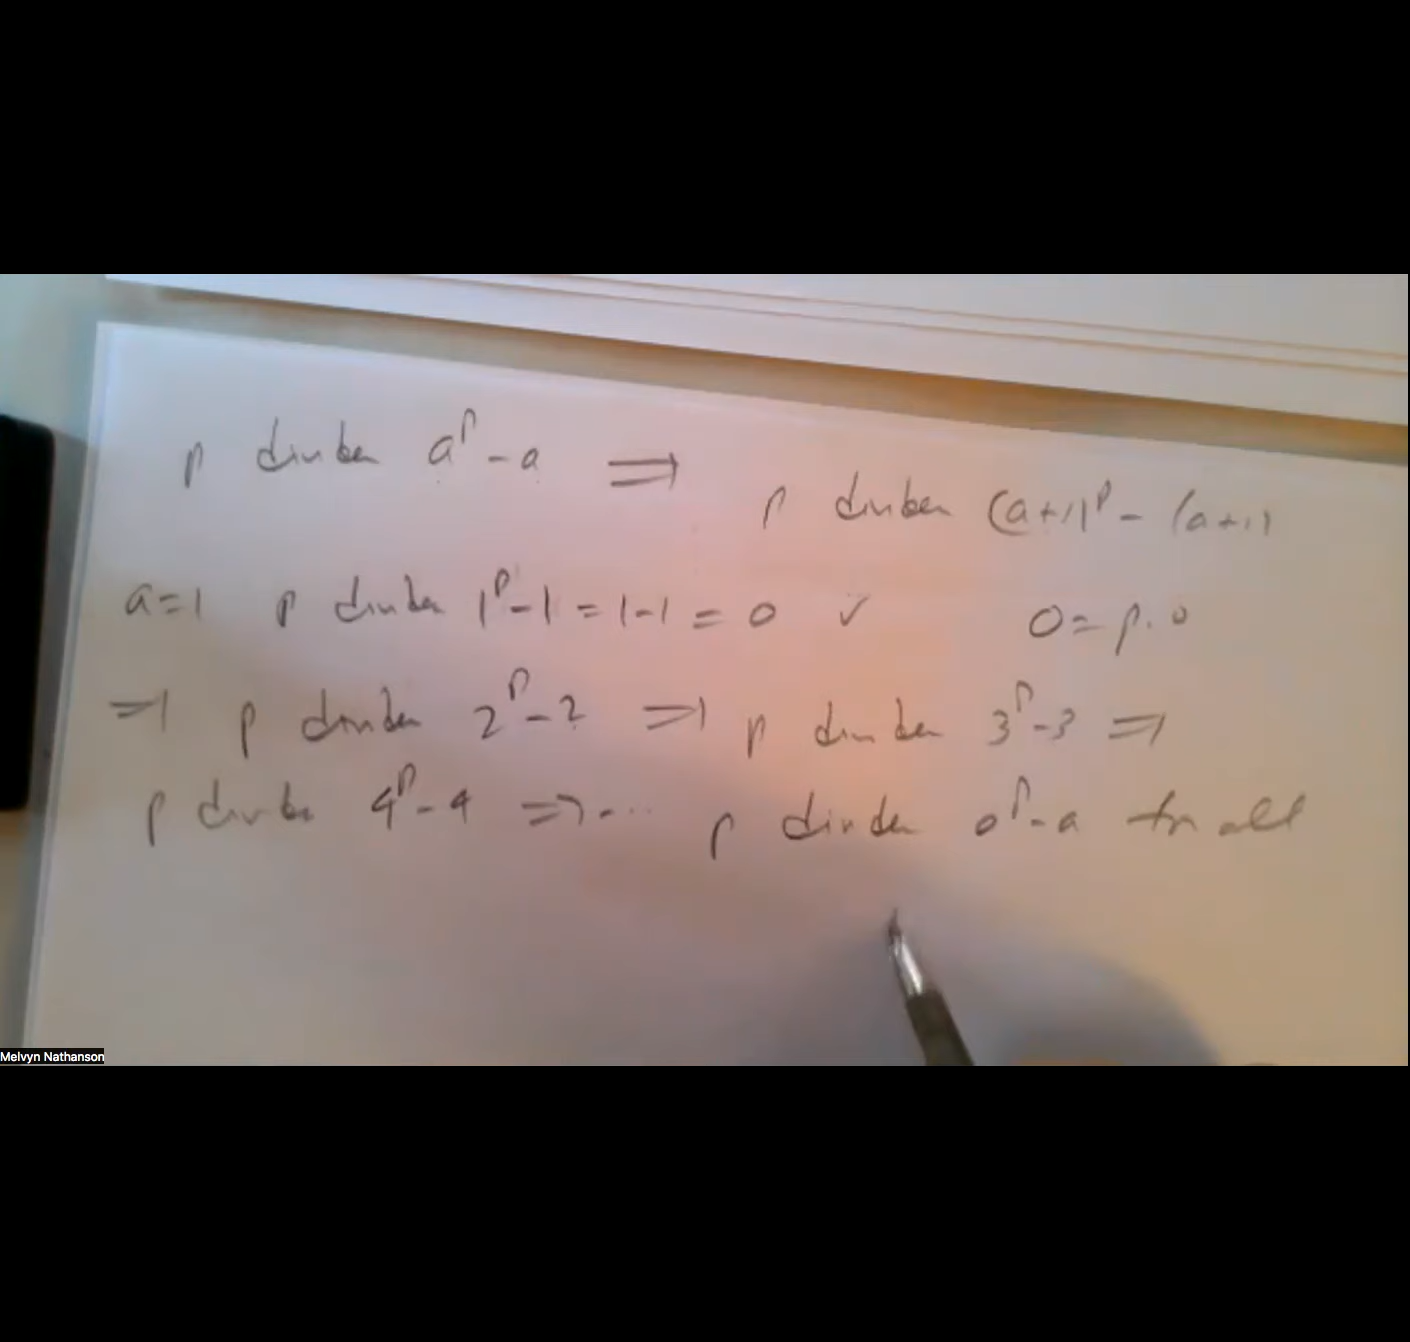 p divides a^p - a ⟹ p divides (a+1)^p - (a+1)
a=1 p divides 1^p - 1 = 1-1 = 0 ✓ 0 = p·0
⟹ p divides 2^p - 2 ⟹ p divides 3^p - 3 ⟹
p divides 4^p - 4 ⟹ ... p divides a^p - a for all
Melvyn Nathanson